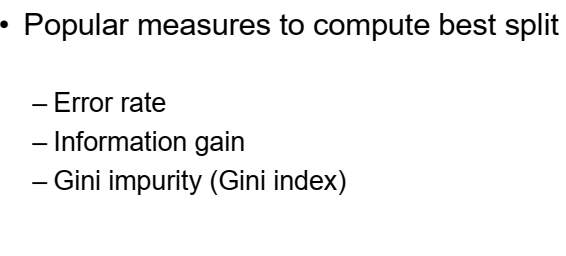 • Popular measures to compute best split
– Error rate
– Information gain
– Gini impurity (Gini index)